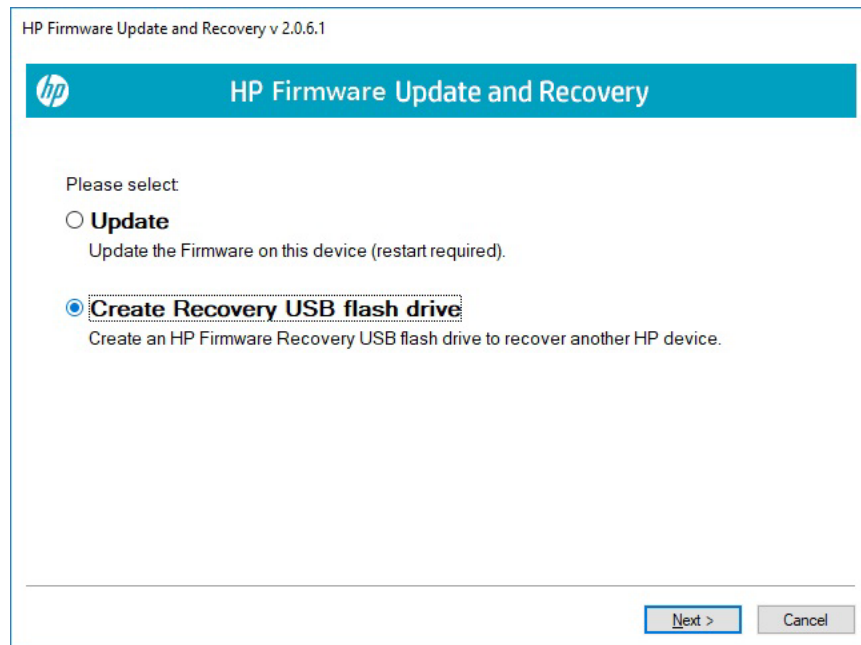 HP Firmware Update and Recovery v 2.0.6.1
hp HP Firmware Update and Recovery
Please select:
Update
Update the Firmware on this device (restart required).
Create Recovery USB flash drive
Create an HP Firmware Recovery USB flash drive to recover another HP device.
Next > Cancel